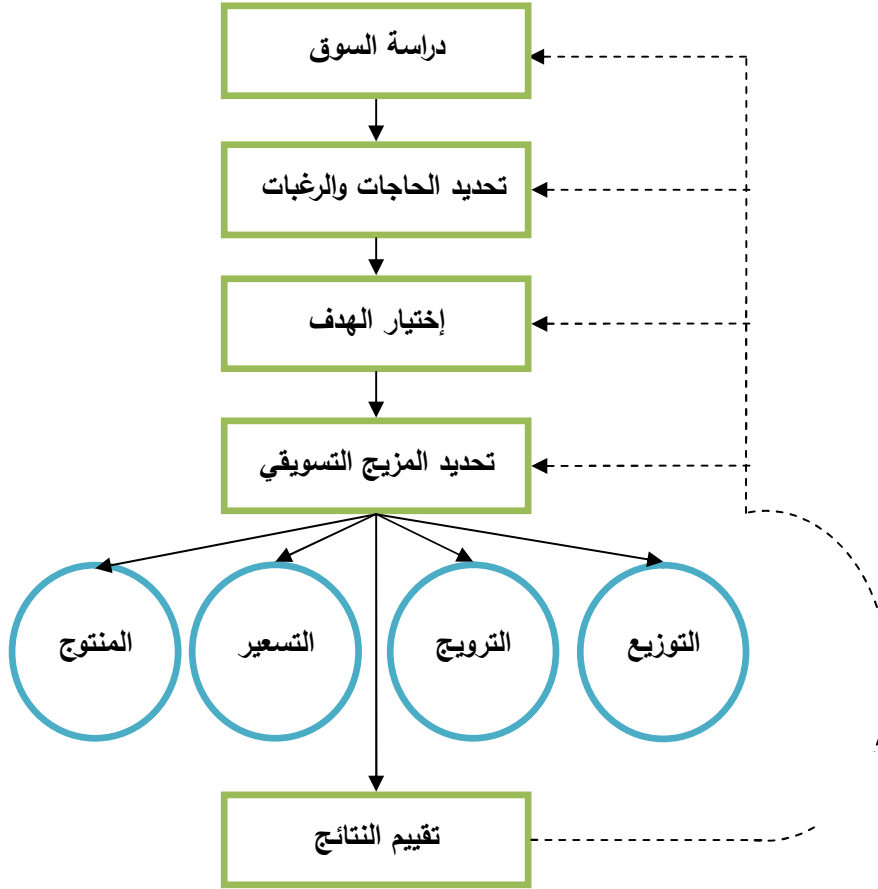 دراسة السوق
تحديد الحاجات والرغبات
إختيار الهدف
تحديد المزيج التسويقي
التوزيع
الترويج
التسعير
المنتوج
تقييم النتائج